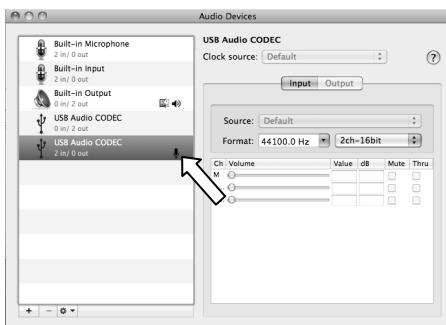 Audio Devices
Built-in Microphone
2 in/ 0 out
Built-in Input
2 in/ 0 out
Built-in Output
0 in/ 2 out
USB Audio CODEC
0 in/ 2 out
USB Audio CODEC
2 in/ 0 out
+ −
USB Audio CODEC
Clock source: Default
?
Input Output
Source: Default
Format: 44100.0 Hz 2ch-16bit
Ch Volume Value dB Mute Thru
M